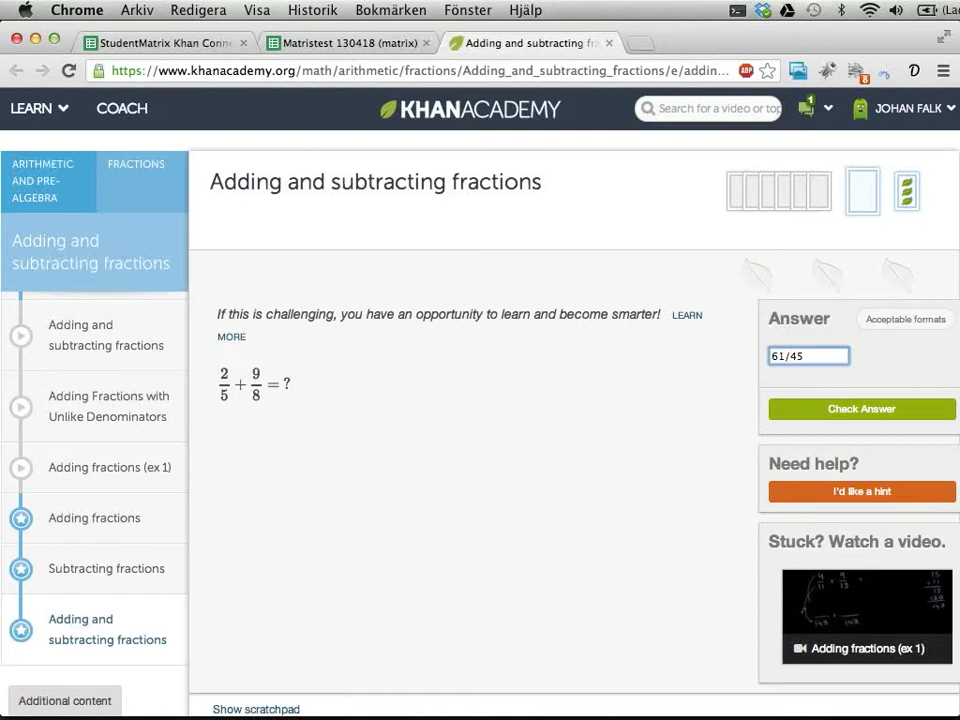 Chrome Arkiv Redigera Visa Historik Bokmärken Fönster Hjälp
StudentMatrix Khan Conn
Matristest 130418 (matrix)
Adding and subtracting fr
https://www.khanacademy.org/math/arithmetic/fractions/Adding_and_subtracting_fractions/e/addin...
ABP
8
D
LEARN COACH
KHANACADEMY
Search for a video or top
1
JOHAN FALK
ARITHMETIC
AND PRE-
ALGEBRA
FRACTIONS
Adding and
subtracting fractions
Adding and
subtracting fractions
Adding Fractions with
Unlike Denominators
Adding fractions (ex 1)
Adding fractions
Subtracting fractions
Adding and
subtracting fractions
Additional content
Adding and subtracting fractions
If this is challenging, you have an opportunity to learn and become smarter! LEARN
MORE
2/5 + 9/8 = ?
Answer
Acceptable formats
61/45
Check Answer
Need help?
I'd like a hint
Stuck? Watch a video.
Adding fractions (ex 1)
Show scratchpad